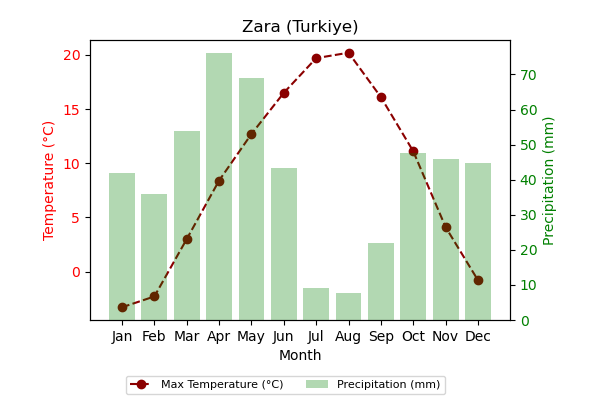 Zara (Turkiye)
20
15
10
5
0
Temperature (°C)
70
60
50
40
30
20
10
0
Precipitation (mm)
Jan Feb Mar Apr May Jun Jul Aug Sep Oct Nov Dec
Month
Max Temperature (°C) Precipitation (mm)